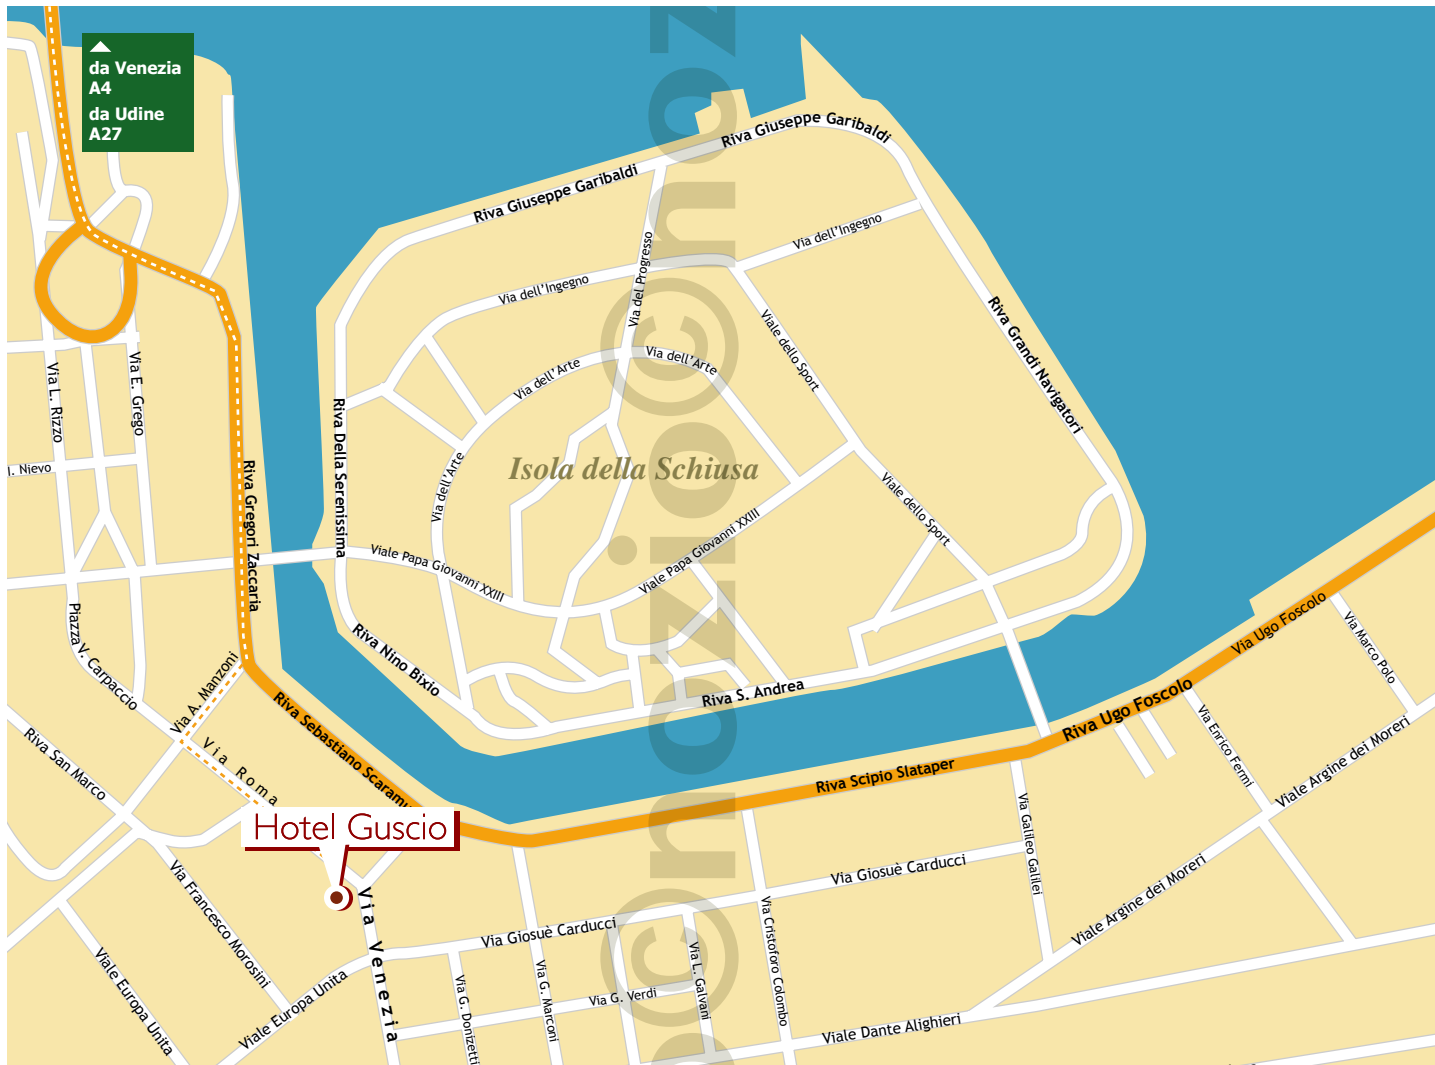 da Venezia
A4
da Udine
A27
Riva Giuseppe Garibaldi
Riva Giuseppe Garibaldi
Via dell'Ingegno
Via dell'Ingegno
Via del Progresso
Viale dello Sport
Riva Grandi Navigatori
Via dell'Arte
Via dell'Arte
Via dell'Arte
Via L. Rizzo
Via E. Grego
Riva Della Serenissima
I. Nievo
Isola della Schiusa
Riva Gregori Zaccaria
Viale dello Sport
Viale Papa Giovanni XXIII
Viale Papa Giovanni XXIII
Piazza V. Carpaccio
Riva Nino Bixio
Via A. Manzoni
Riva S. Andrea
Via Ugo Foscolo
Via Marco Polo
Riva Ugo Foscolo
Riva Sebastiano Scaramu
Via Roma
Riva San Marco
Riva Scipio Slataper
Via Enrico Fermi
Viale Argine dei Moreri
Hotel Guscio
Via Galileo Galilei
Via Giosuè Carducci
Via Francesco Morosini
Via Venezia
Via Giosuè Carducci
Viale Argine dei Moreri
Via Cristoforo Colombo
Viale Europa Unita
Viale Europa Unita
Via G. Donizetti
Via G. Marconi
Via G. Verdi
Via L. Galvani
Viale Dante Alighieri
p©nozio©noz